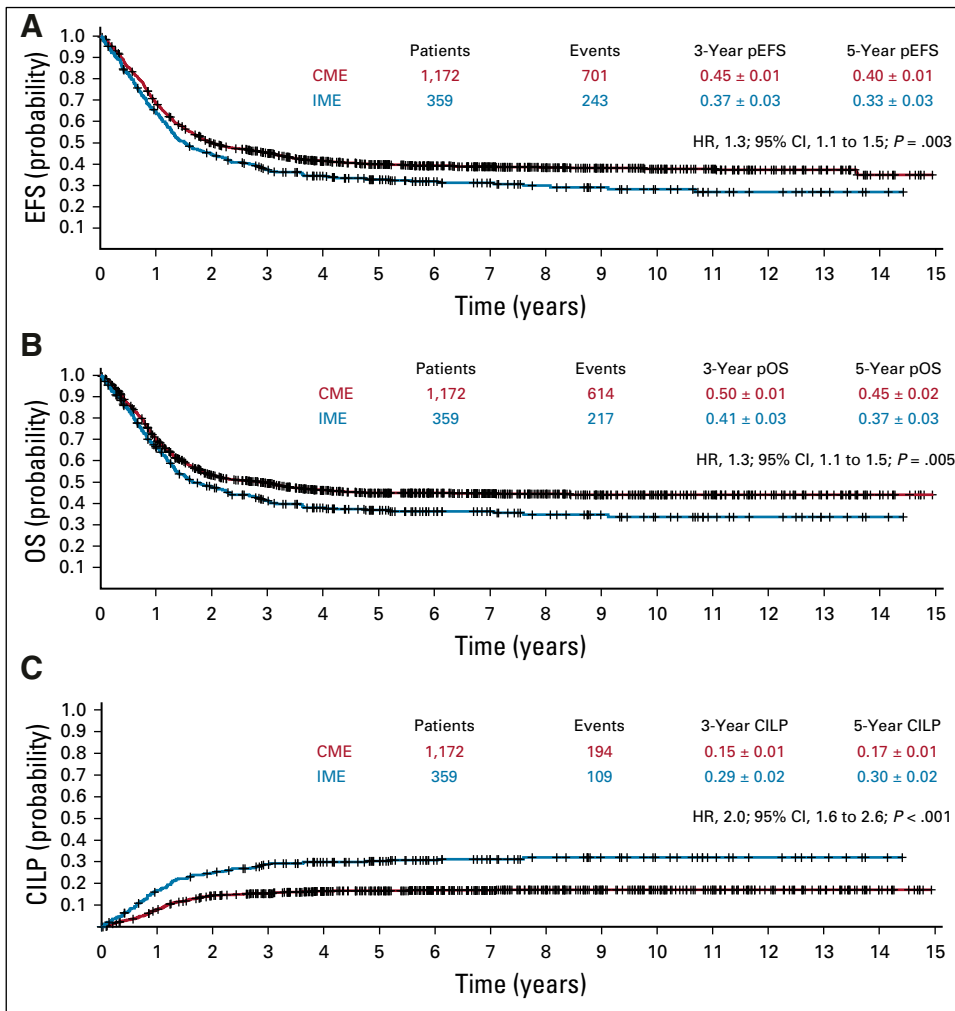 A
EFS (probability)
1.0
0.9
0.8
0.7
0.6
0.5
0.4
0.3
0.2
0.1
Patients Events 3-Year pEFS 5-Year pEFS
CME 1,172 701 0.45 ± 0.01 0.40 ± 0.01
IME 359 243 0.37 ± 0.03 0.33 ± 0.03
HR, 1.3; 95% CI, 1.1 to 1.5; P = .003
0 1 2 3 4 5 6 7 8 9 10 11 12 13 14 15
Time (years)
B
OS (probability)
1.0
0.9
0.8
0.7
0.6
0.5
0.4
0.3
0.2
0.1
Patients Events 3-Year pOS 5-Year pOS
CME 1,172 614 0.50 ± 0.01 0.45 ± 0.02
IME 359 217 0.41 ± 0.03 0.37 ± 0.03
HR, 1.3; 95% CI, 1.1 to 1.5; P = .005
0 1 2 3 4 5 6 7 8 9 10 11 12 13 14 15
Time (years)
C
CILP (probability)
1.0
0.9
0.8
0.7
0.6
0.5
0.4
0.3
0.2
0.1
Patients Events 3-Year CILP 5-Year CILP
CME 1,172 194 0.15 ± 0.01 0.17 ± 0.01
IME 359 109 0.29 ± 0.02 0.30 ± 0.02
HR, 2.0; 95% CI, 1.6 to 2.6; P < .001
0 1 2 3 4 5 6 7 8 9 10 11 12 13 14 15
Time (years)